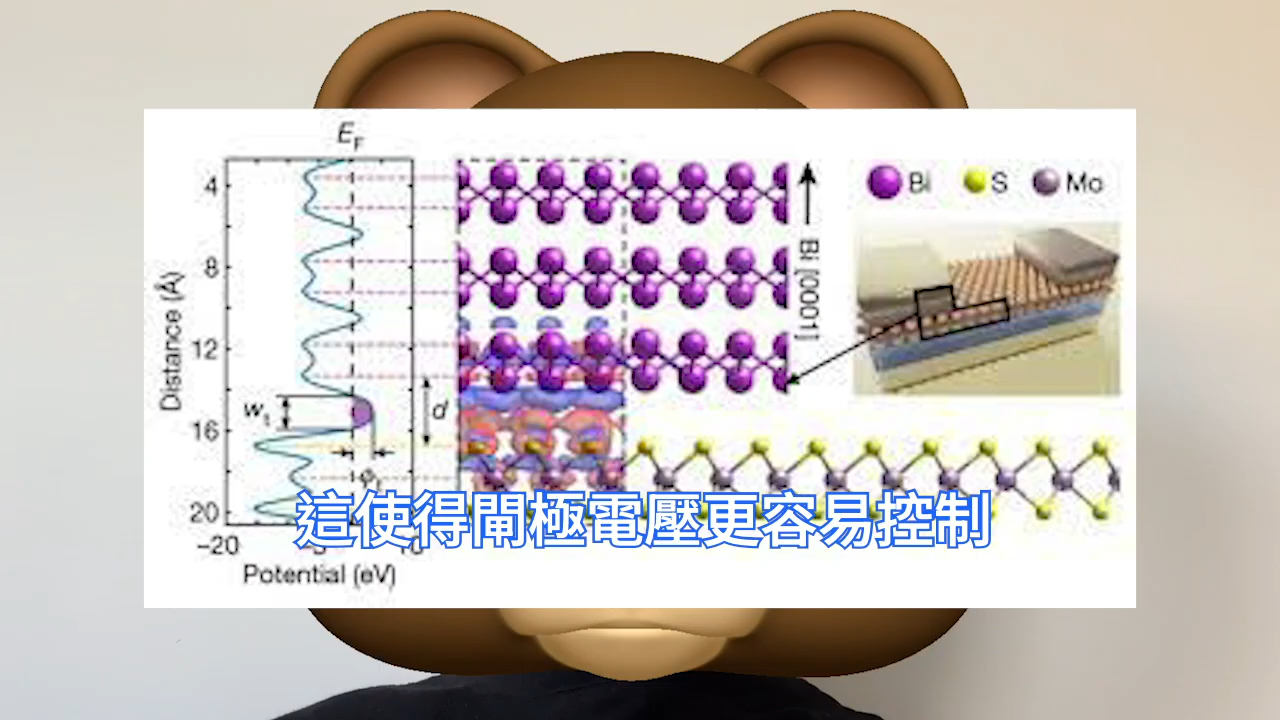 E_F
4
8
12
16
20
Distance (Å)
w_t
d
Bi [0001]
Bi
S
Mo
−20
10
Potential (eV)
這使得閘極電壓更容易控制